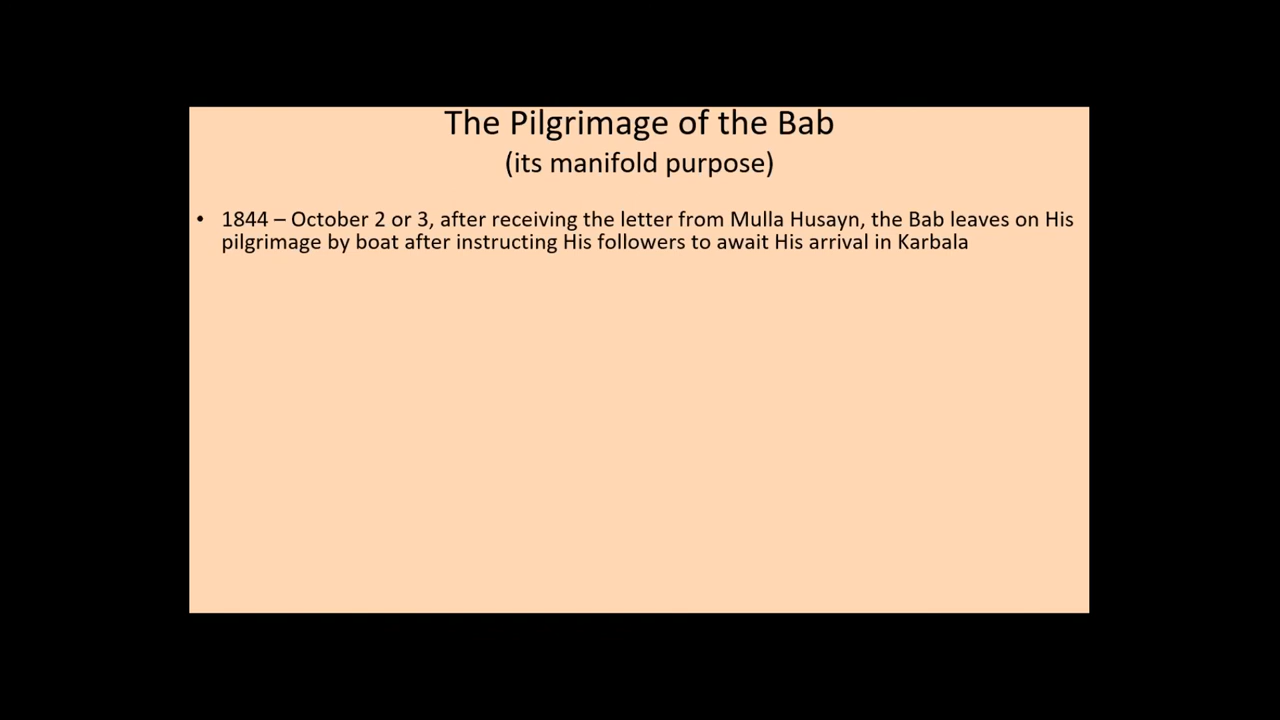 The Pilgrimage of the Bab
(its manifold purpose)
• 1844 – October 2 or 3, after receiving the letter from Mulla Husayn, the Bab leaves on His
pilgrimage by boat after instructing His followers to await His arrival in Karbala